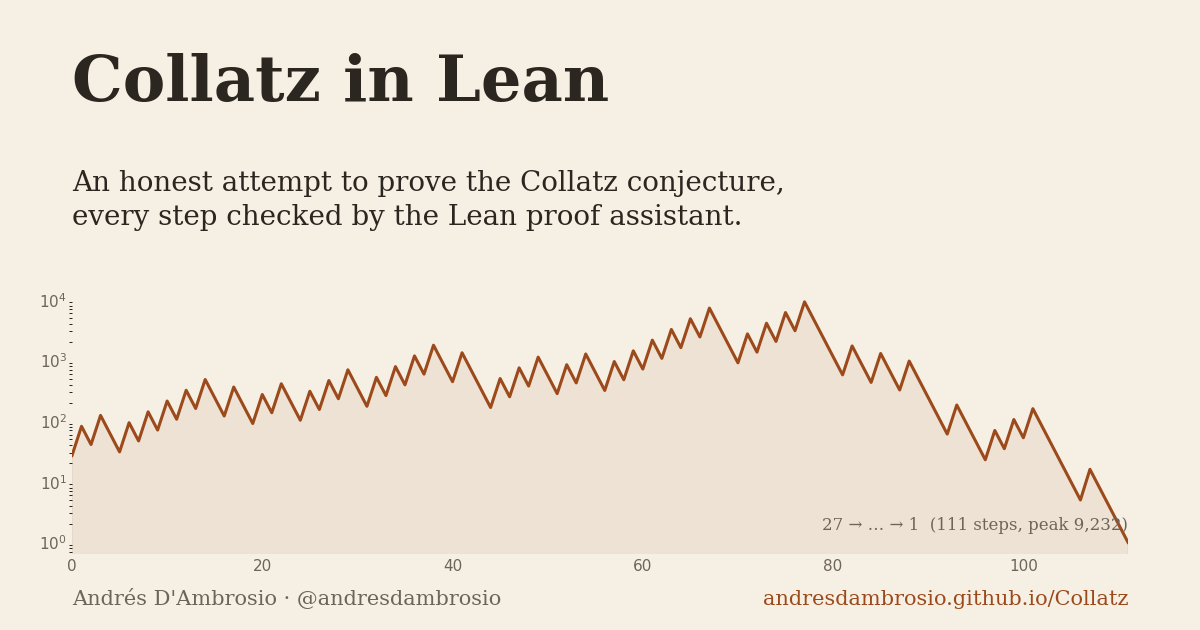 Collatz in Lean
An honest attempt to prove the Collatz conjecture,
every step checked by the Lean proof assistant.
10⁴
10³
10²
10¹
10⁰
27 → … → 1 (111 steps, peak 9,232)
0 20 40 60 80 100
Andrés D'Ambrosio · @andresdambrosio
andresdambrosio.github.io/Collatz